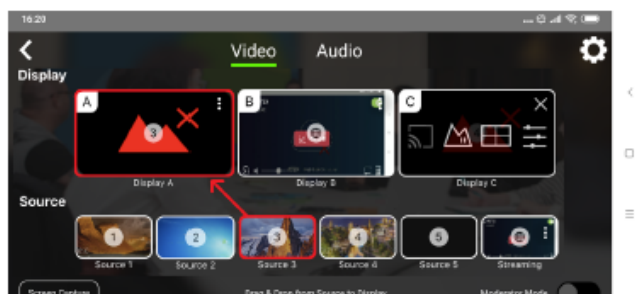 16:20
Video Audio
Display
A B C
3
Display A Display B Display C
Source
1 2 3 4 5
Source 1 Source 2 Source 3 Source 4 Source 5 Streaming
Screen Capture Drag & Drop from Source to Display Moderator Mode